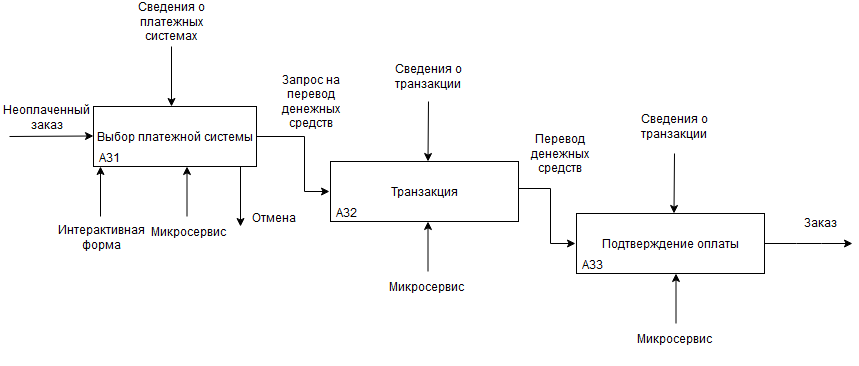 Сведения о
платежных
системах
Неоплаченный
заказ
Выбор платежной системы
A31
Интерактивная
форма
Микросервис
Отмена
Запрос на
перевод
денежных
средств
Сведения о
транзакции
Транзакция
A32
Микросервис
Перевод
денежных
средств
Сведения о
транзакции
Подтверждение оплаты
A33
Микросервис
Заказ